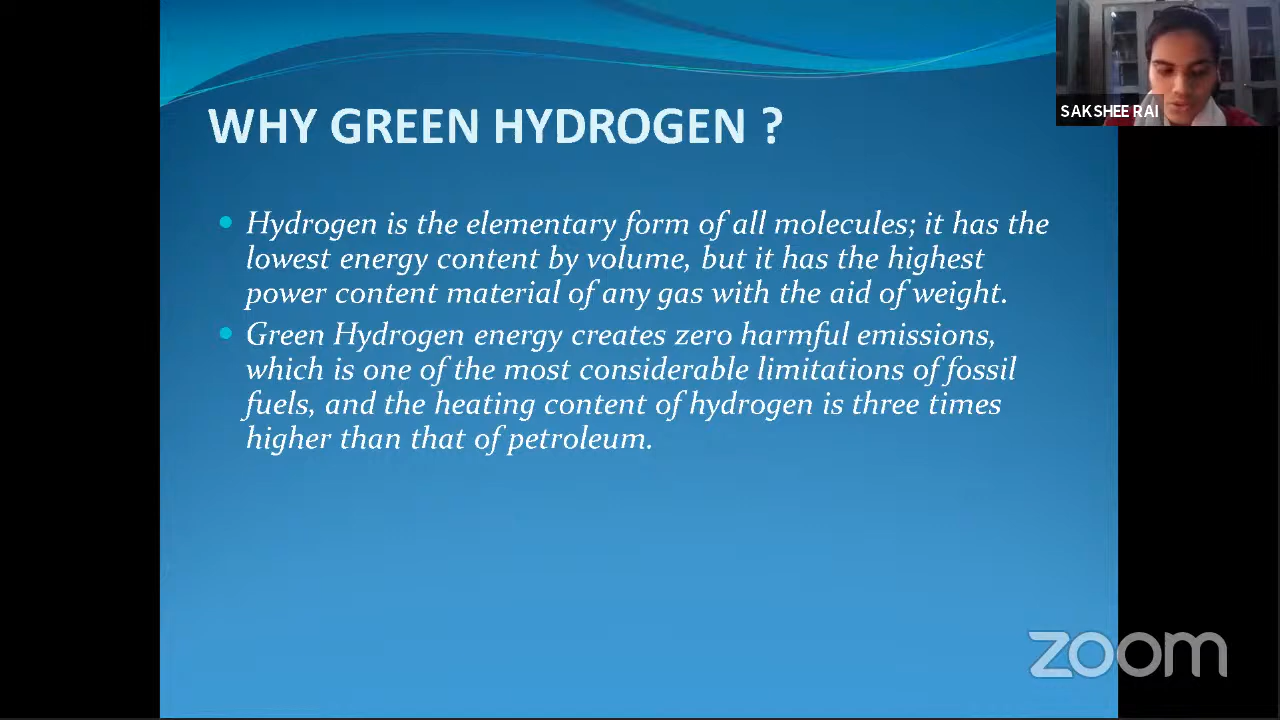 WHY GREEN HYDROGEN ?
Hydrogen is the elementary form of all molecules; it has the
lowest energy content by volume, but it has the highest
power content material of any gas with the aid of weight.
Green Hydrogen energy creates zero harmful emissions,
which is one of the most considerable limitations of fossil
fuels, and the heating content of hydrogen is three times
higher than that of petroleum.
SAKSHEE RAI
zoom